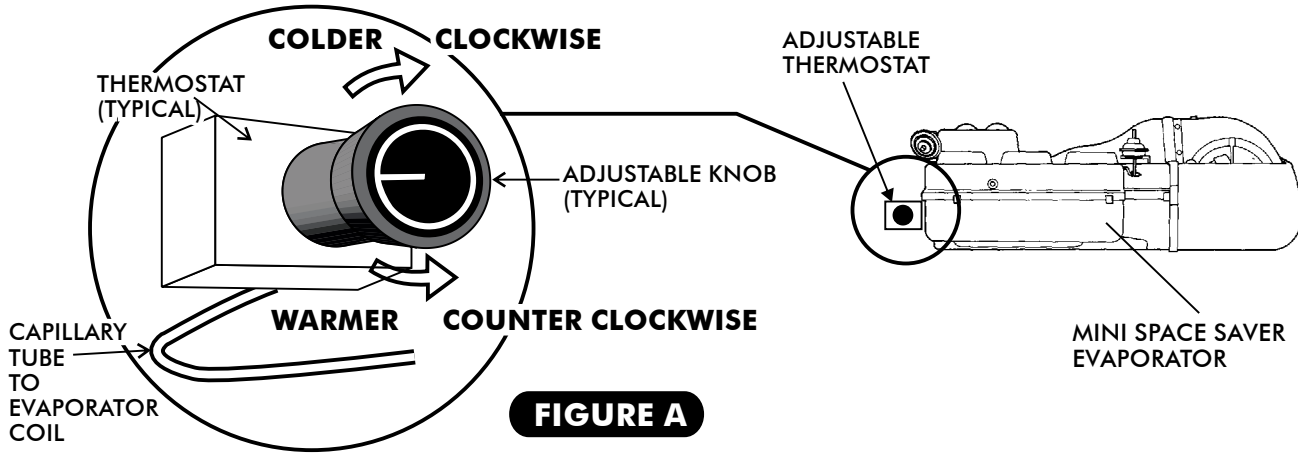 COLDER CLOCKWISE
THERMOSTAT
(TYPICAL)
ADJUSTABLE KNOB
(TYPICAL)
WARMER COUNTER CLOCKWISE
CAPILLARY
TUBE
TO
EVAPORATOR
COIL
ADJUSTABLE
THERMOSTAT
MINI SPACE SAVER
EVAPORATOR
FIGURE A